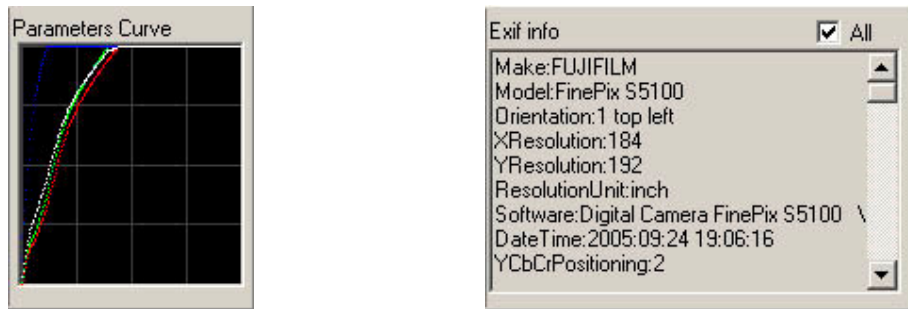 Parameters Curve
Exif info
All
Make:FUJIFILM
Model:FinePix S5100
Orientation:1 top left
XResolution:184
YResolution:192
ResolutionUnit:inch
Software:Digital Camera FinePix S5100 \
DateTime:2005:09:24 19:06:16
YCbCrPositioning:2